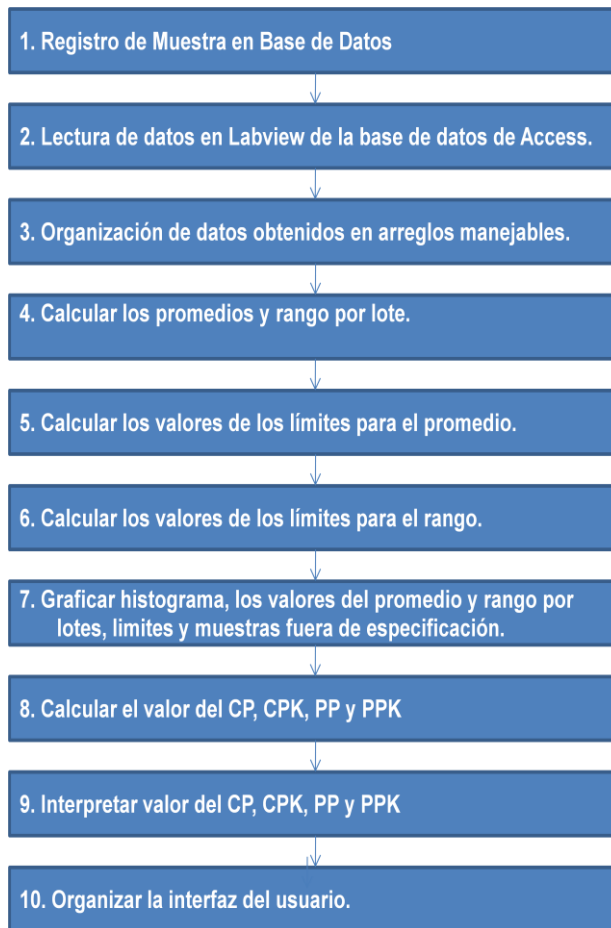 1. Registro de Muestra en Base de Datos
2. Lectura de datos en Labview de la base de datos de Access.
3. Organización de datos obtenidos en arreglos manejables.
4. Calcular los promedios y rango por lote.
5. Calcular los valores de los límites para el promedio.
6. Calcular los valores de los límites para el rango.
7. Graficar histograma, los valores del promedio y rango por
lotes, limites y muestras fuera de especificación.
8. Calcular el valor del CP, CPK, PP y PPK
9. Interpretar valor del CP, CPK, PP y PPK
10. Organizar la interfaz del usuario.